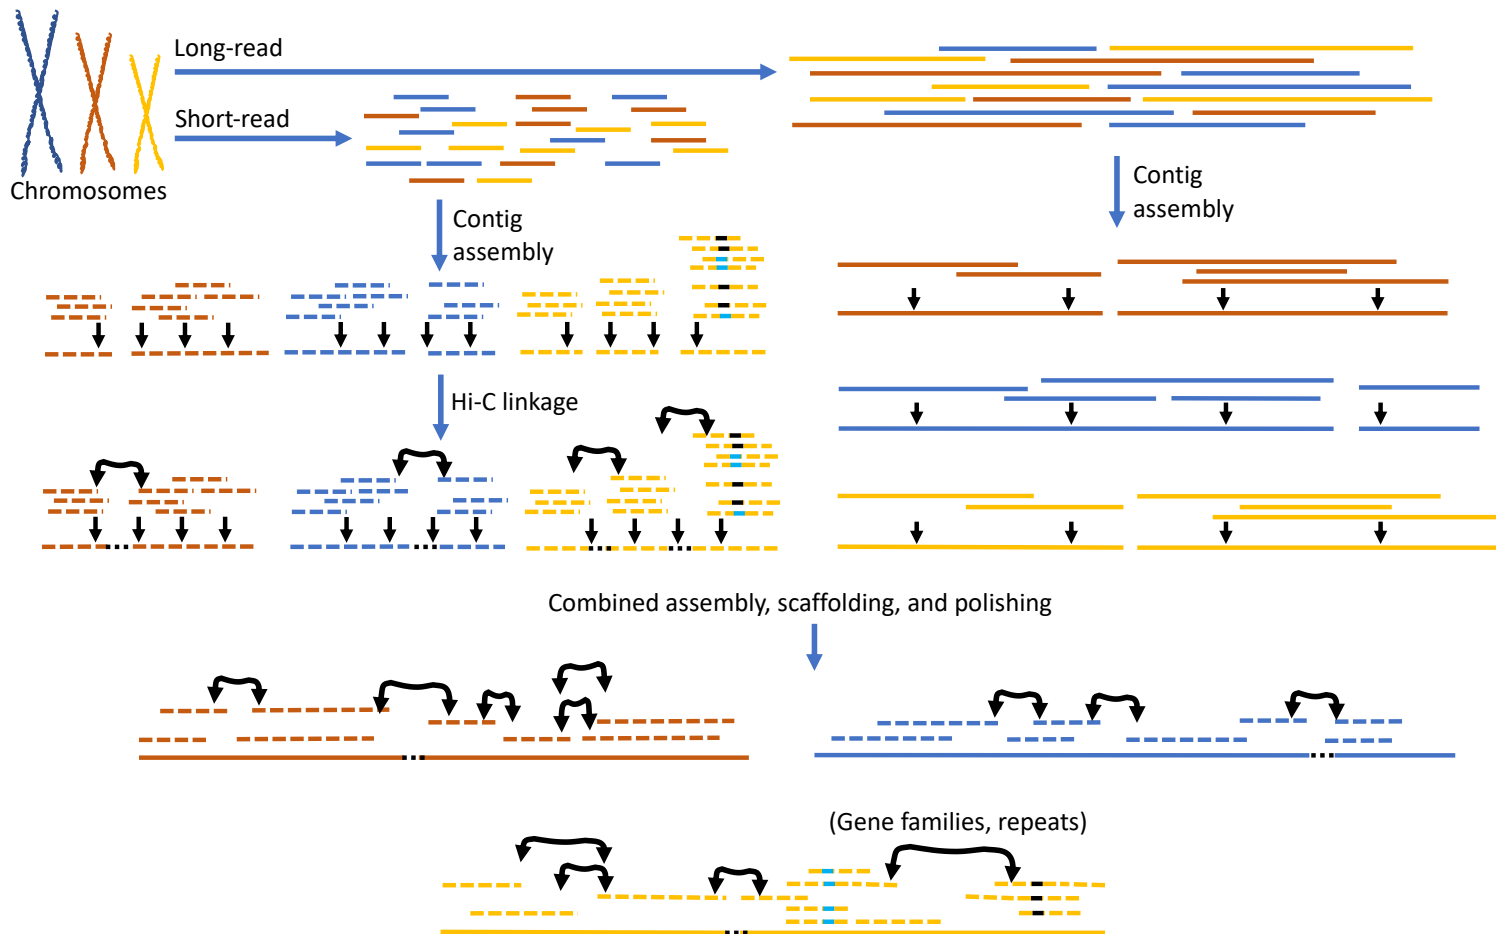 Long-read
Short-read
Chromosomes
Contig
assembly
Contig
assembly
Hi-C linkage
Combined assembly, scaffolding, and polishing
(Gene families, repeats)